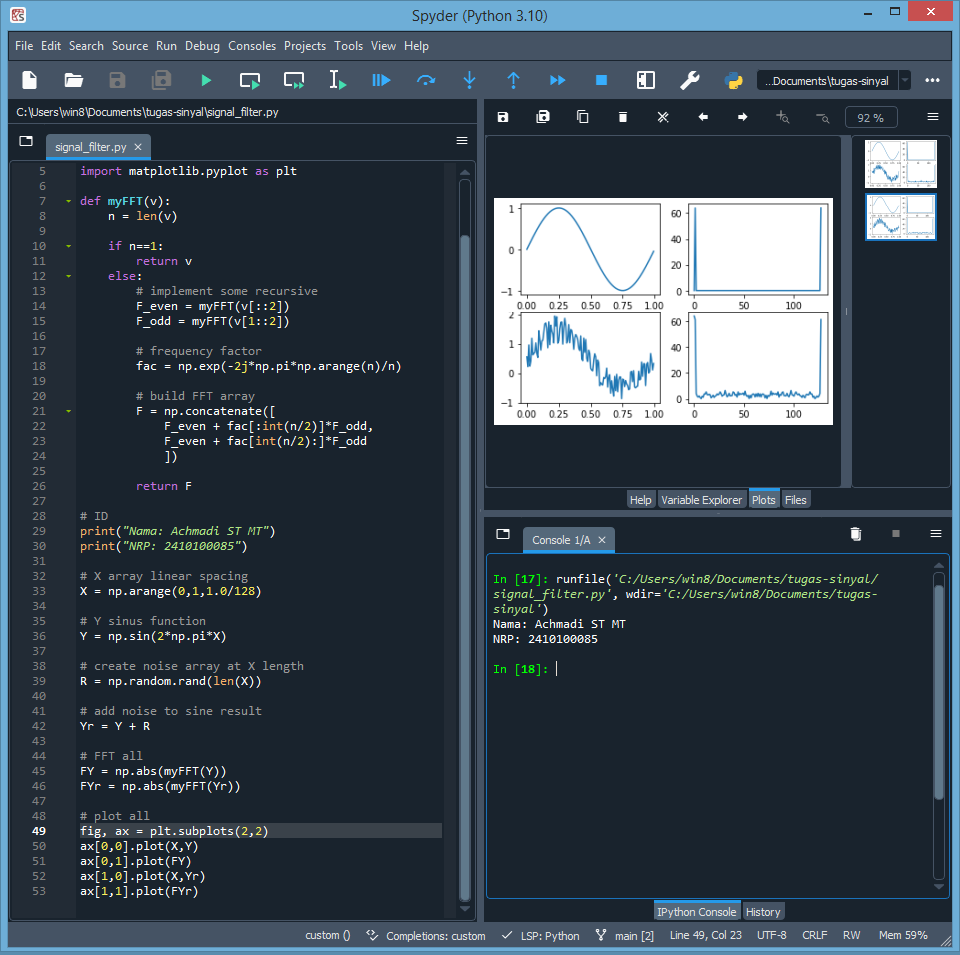 Spyder (Python 3.10)
File Edit Search Source Run Debug Consoles Projects Tools View Help
...Documents\tugas-sinyal
C:\Users\win8\Documents\tugas-sinyal\signal_filter.py
signal_filter.py
5 import matplotlib.pyplot as plt
6
7 def myFFT(v):
8 n = len(v)
9
10 if n==1:
11 return v
12 else:
13 # implement some recursive
14 F_even = myFFT(v[::2])
15 F_odd = myFFT(v[1::2])
16
17 # frequency factor
18 fac = np.exp(-2j*np.pi*np.arange(n)/n)
19
20 # build FFT array
21 F = np.concatenate([
22 F_even + fac[:int(n/2)]*F_odd,
23 F_even + fac[int(n/2):]*F_odd
24 ])
25
26 return F
27
28 # ID
29 print("Nama: Achmadi ST MT")
30 print("NRP: 2410100085")
31
32 # X array linear spacing
33 X = np.arange(0,1,1.0/128)
34
35 # Y sinus function
36 Y = np.sin(2*np.pi*X)
37
38 # create noise array at X length
39 R = np.random.rand(len(X))
40
41 # add noise to sine result
42 Yr = Y + R
43
44 # FFT all
45 FY = np.abs(myFFT(Y))
46 FYr = np.abs(myFFT(Yr))
47
48 # plot all
49 fig, ax = plt.subplots(2,2)
50 ax[0,0].plot(X,Y)
51 ax[0,1].plot(FY)
52 ax[1,0].plot(X,Yr)
53 ax[1,1].plot(FYr)
92 %
1
0
−1
0.00 0.25 0.50 0.75 1.00
60
40
20
0
0 50 100
2
1
0
−1
0.00 0.25 0.50 0.75 1.00
60
40
20
0
0 50 100
Help Variable Explorer Plots Files
Console 1/A
In [17]: runfile('C:/Users/win8/Documents/tugas-sinyal/
signal_filter.py', wdir='C:/Users/win8/Documents/tugas-
sinyal')
Nama: Achmadi ST MT
NRP: 2410100085
In [18]:
IPython Console History
custom () Completions: custom LSP: Python main [2] Line 49, Col 23 UTF-8 CRLF RW Mem 59%